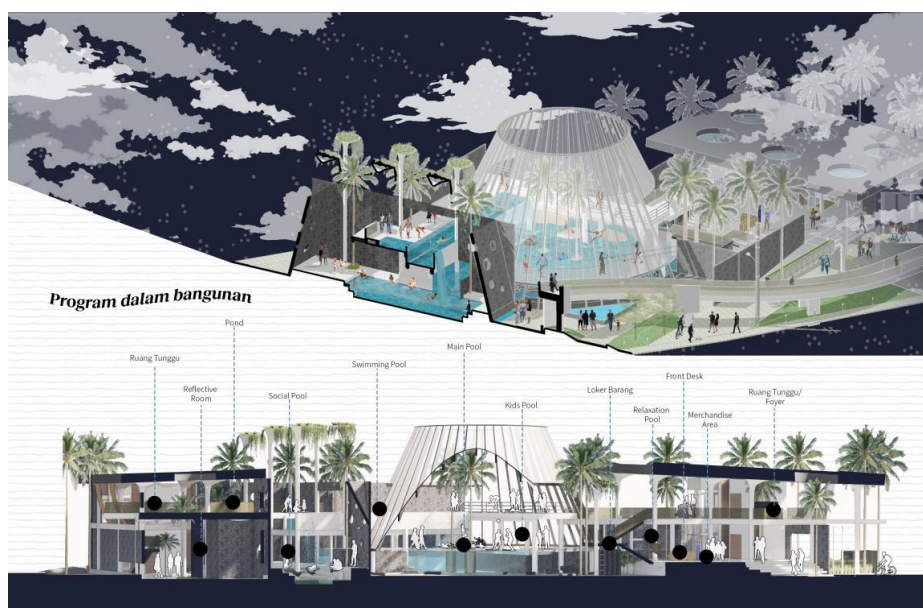 Program dalam bangunan
Pond
Ruang Tunggu
Reflective
Room
Social Pool
Swimming Pool
Main Pool
Kids Pool
Loker Barang
Relaxation
Pool
Front Desk
Merchandise
Area
Ruang Tunggu/
Foyer